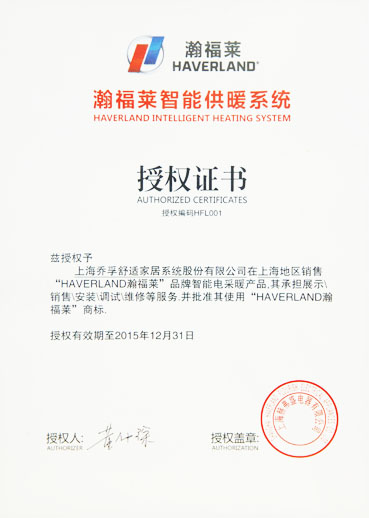 瀚福莱
HAVERLAND®
瀚福莱智能供暖系统
HAVERLAND INTELLIGENT HEATING SYSTEM
授权证书
AUTHORIZED CERTIFICATES
授权编码HFL001
兹授权予
上海乔孚舒适家居系统股份有限公司在上海地区销售
“HAVERLAND瀚福莱”品牌智能电采暖产品,其承担展示\
销售\安装\调试\维修等服务.并批准其使用“HAVERLAND瀚
福莱”商标.
授权有效期至2015年12月31日
授权人:
AUTHORIZER
授权盖章:
AUTHORIZATION